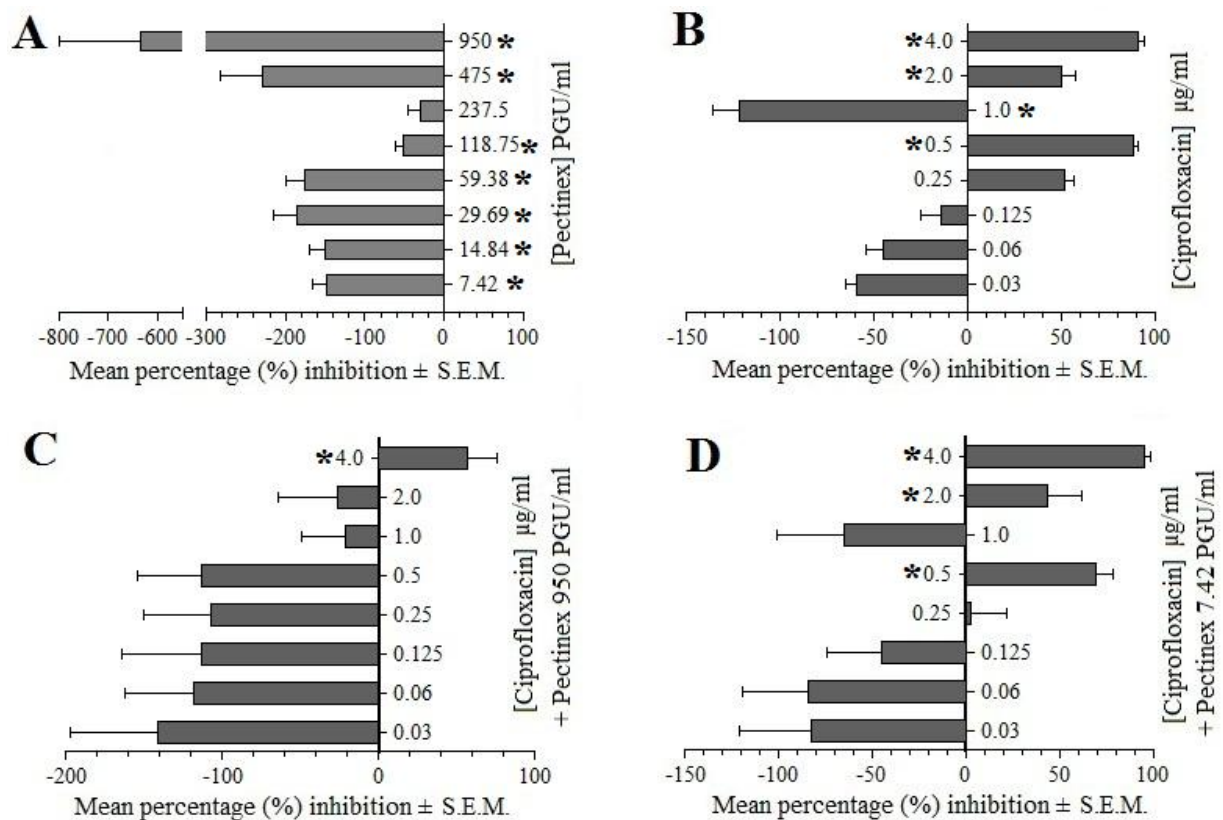 A
950 *
475 *
237.5
118.75 *
59.38 *
29.69 *
14.84 *
7.42 *
[Pectinex] PGU/ml
-800 -700 -600 -300 -200 -100 0 100
Mean percentage (%) inhibition ± S.E.M.
B
* 4.0
* 2.0
1.0 *
* 0.5
0.25
0.125
0.06
0.03
[Ciprofloxacin] µg/ml
-150 -100 -50 0 50 100
Mean percentage (%) inhibition ± S.E.M.
C
* 4.0
2.0
1.0
0.5
0.25
0.125
0.06
0.03
[Ciprofloxacin] µg/ml
+ Pectinex 950 PGU/ml
-200 -100 0 100
Mean percentage (%) inhibition ± S.E.M.
D
* 4.0
* 2.0
1.0
* 0.5
0.25
0.125
0.06
0.03
[Ciprofloxacin] µg/ml
+ Pectinex 7.42 PGU/ml
-150 -100 -50 0 50 100
Mean percentage (%) inhibition ± S.E.M.